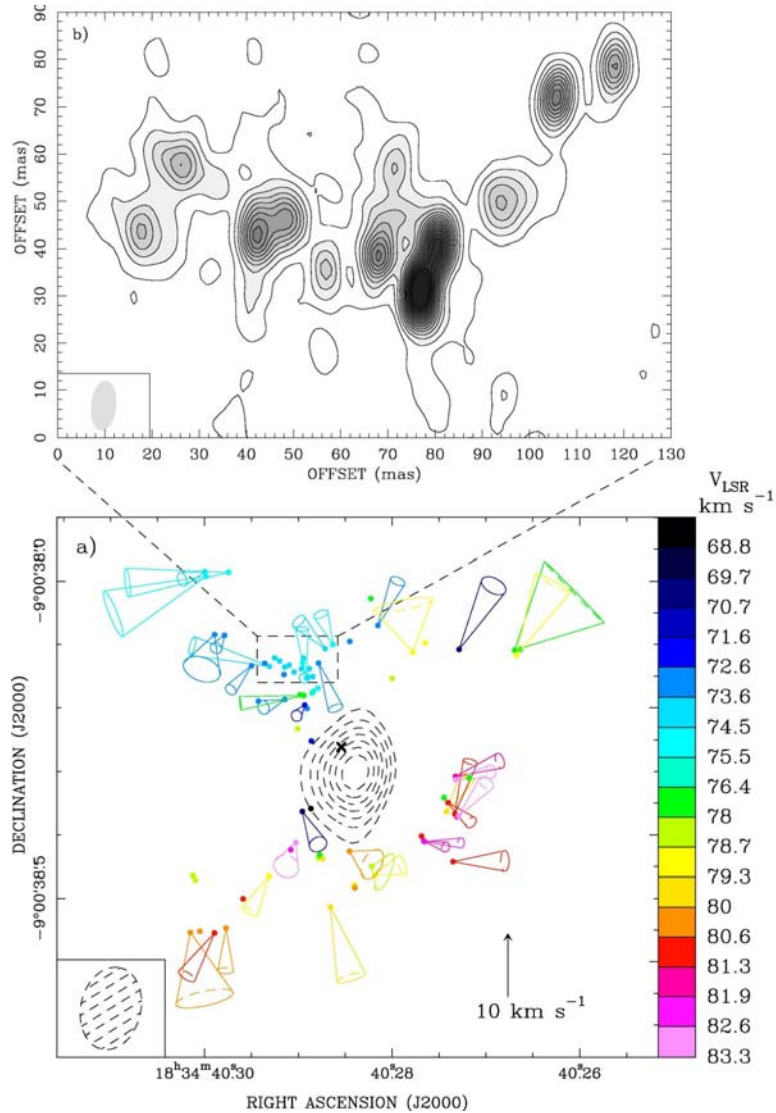 b)
90
80
70
60
50
40
30
20
10
0
OFFSET (mas)
0 10 20 30 40 50 60 70 80 90 100 110 120 130
OFFSET (mas)
V_LSR
km s⁻¹
a)
68.8
69.7
70.7
71.6
72.6
73.6
74.5
75.5
76.4
78
78.7
79.3
80
80.6
81.3
81.9
82.6
83.3
-9°00'38".0
-9°00'38".5
DECLINATION (J2000)
10 km s⁻¹
18ʰ34ᵐ40ˢ.30 40ˢ.28 40ˢ.26
RIGHT ASCENSION (J2000)